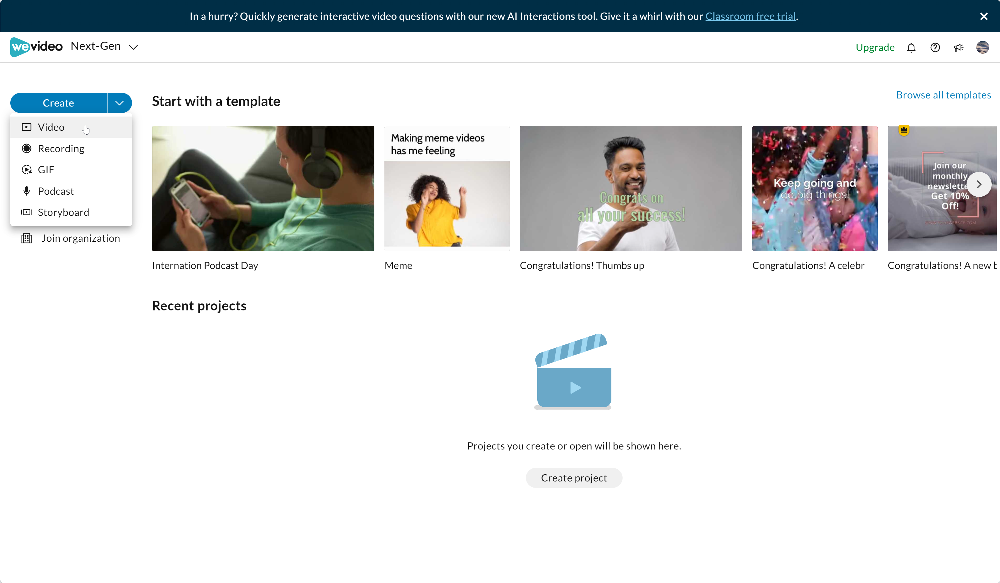 In a hurry? Quickly generate interactive video questions with our new AI Interactions tool. Give it a whirl with our Classroom free trial.
wevideo Next-Gen
Upgrade
Create
Video
Recording
GIF
Podcast
Storyboard
Join organization
Start with a template
Browse all templates
Making meme videos
has me feeling
Congrats on
all your success!
Keep going and
do big things!
Join our
monthly
newslette
Get 10%
Off!
Internation Podcast Day
Meme
Congratulations! Thumbs up
Congratulations! A celebr
Congratulations! A new b
Recent projects
Projects you create or open will be shown here.
Create project